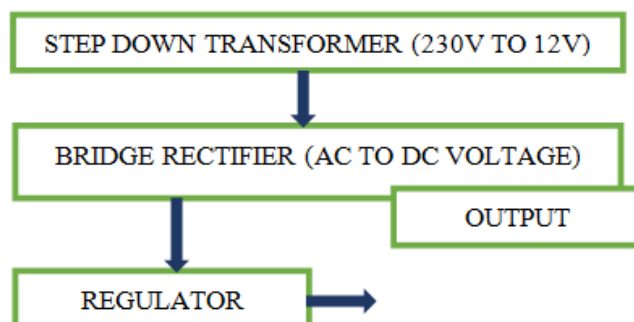 STEP DOWN TRANSFORMER (230V TO 12V)
BRIDGE RECTIFIER (AC TO DC VOLTAGE)
OUTPUT
REGULATOR